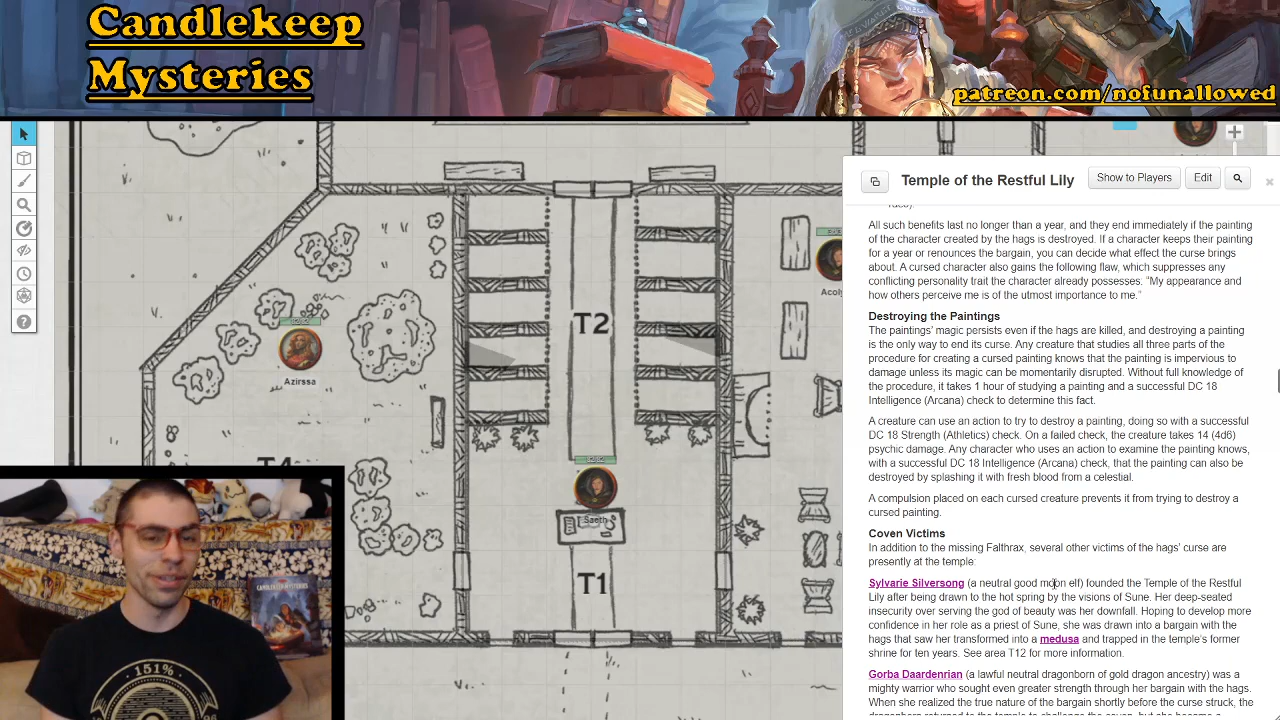 Candlekeep
Mysteries
patreon.com/nofunallowed
Temple of the Restful Lily
Show to Players
Edit
All such benefits last no longer than a year, and they end immediately if the painting
of the character created by the hags is destroyed. If a character keeps their painting
for a year or renounces the bargain, you can decide what effect the curse brings
about. A cursed character also gains the following flaw, which suppresses any
conflicting personality trait the character already possesses: "My appearance and
how others perceive me is of the utmost importance to me."
Destroying the Paintings
The paintings' magic persists even if the hags are killed, and destroying a painting
is the only way to end its curse. Any creature that studies all three parts of the
procedure for creating a cursed painting knows that the painting is impervious to
damage unless its magic can be momentarily disrupted. Without full knowledge of
the procedure, it takes 1 hour of studying a painting and a successful DC 18
Intelligence (Arcana) check to determine this fact.
A creature can use an action to try to destroy a painting, doing so with a successful
DC 18 Strength (Athletics) check. On a failed check, the creature takes 14 (4d6)
psychic damage. Any character who uses an action to examine the painting knows,
with a successful DC 18 Intelligence (Arcana) check, that the painting can also be
destroyed by splashing it with fresh blood from a celestial.
A compulsion placed on each cursed creature prevents it from trying to destroy a
cursed painting.
Coven Victims
In addition to the missing Falthrax, several other victims of the hags' curse are
presently at the temple:
Sylvarie Silversong (a neutral good moon elf) founded the Temple of the Restful
Lily after being drawn to the hot spring by the visions of Sune. Her deep-seated
insecurity over serving the god of beauty was her downfall. Hoping to develop more
confidence in her role as a priest of Sune, she was drawn into a bargain with the
hags that saw her transformed into a medusa and trapped in the temple's former
shrine for ten years. See area T12 for more information.
Gorba Daardenrian (a lawful neutral dragonborn of gold dragon ancestry) was a
mighty warrior who sought even greater strength through her bargain with the hags.
When she realized the true nature of the bargain shortly before the curse struck, the
T2
Azirssa
Saeth
T1
151%